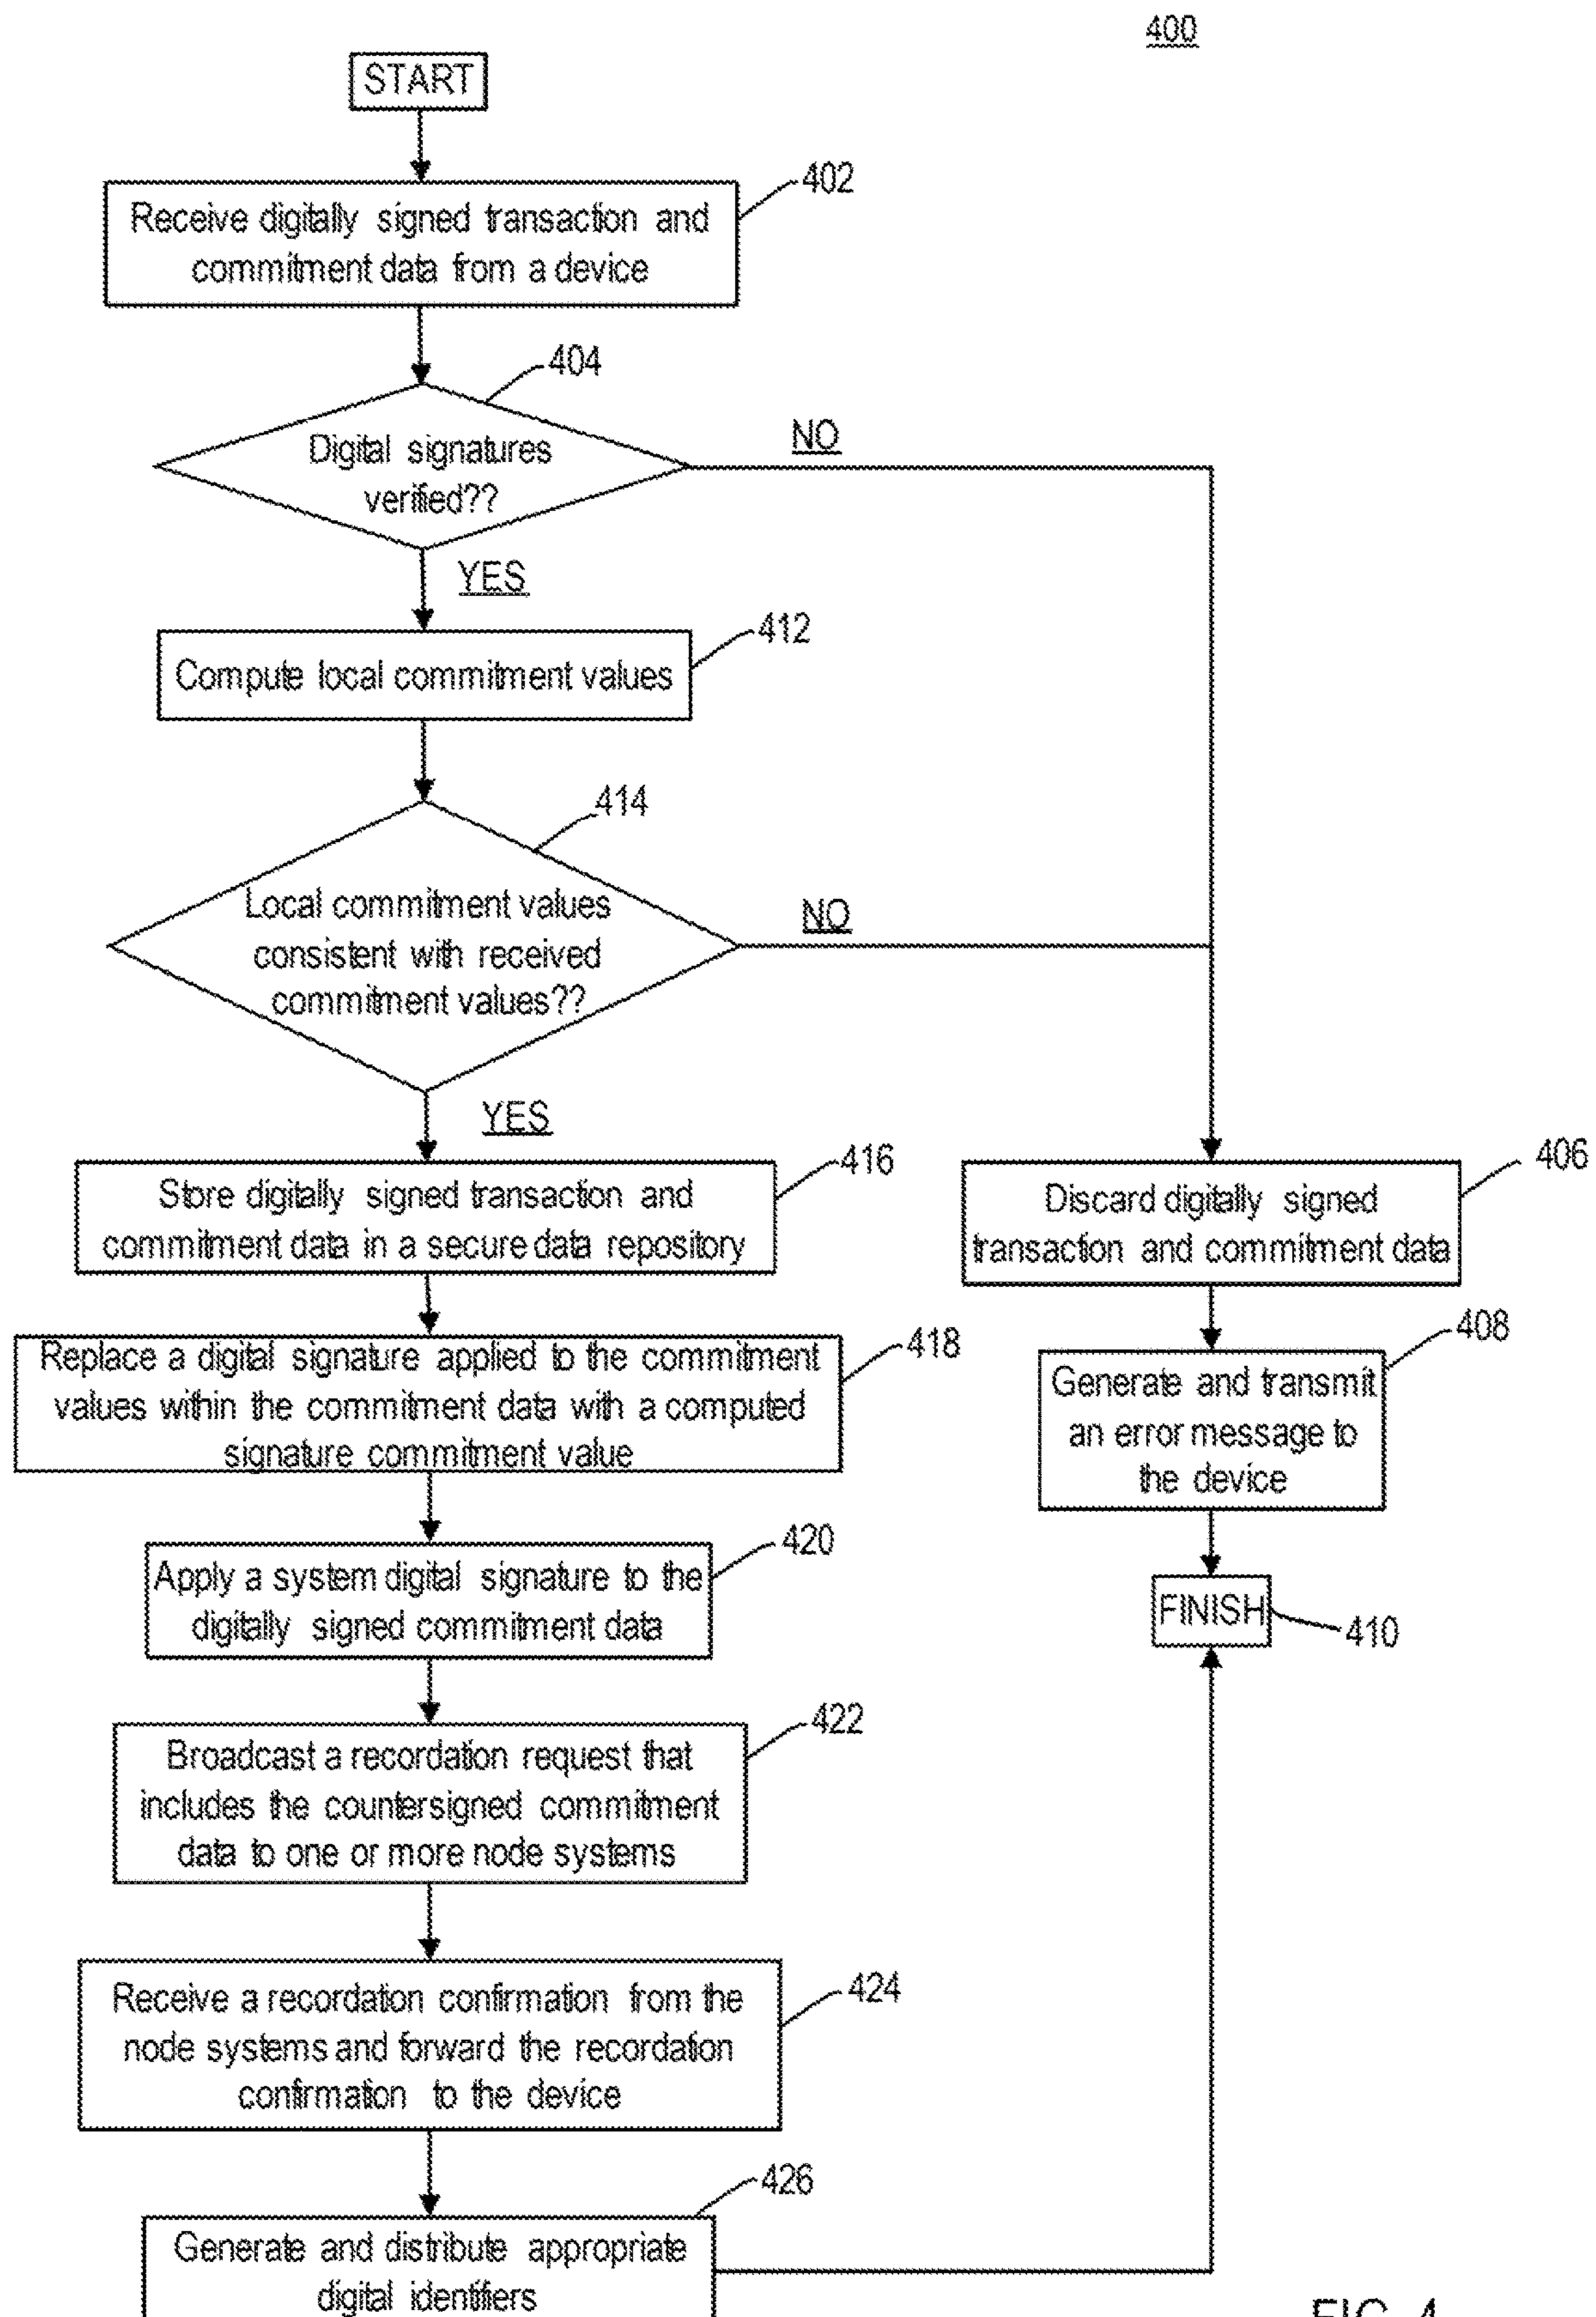 400
START
402
Receive digitally signed transaction and
commitment data from a device
404
Digital signatures
verified??
NO
YES
412
Compute local commitment values
414
Local commitment values
consistent with received
commitment values??
NO
YES
416
Store digitally signed transaction and
commitment data in a secure data repository
406
Discard digitally signed
transaction and commitment data
418
Replace a digital signature applied to the commitment
values within the commitment data with a computed
signature commitment value
408
Generate and transmit
an error message to
the device
420
Apply a system digital signature to the
digitally signed commitment data
FINISH
410
422
Broadcast a recordation request that
includes the countersigned commitment
data to one or more node systems
424
Receive a recordation confirmation from the
node systems and forward the recordation
confirmation to the device
426
Generate and distribute appropriate
digital identifiers
FIG. 4